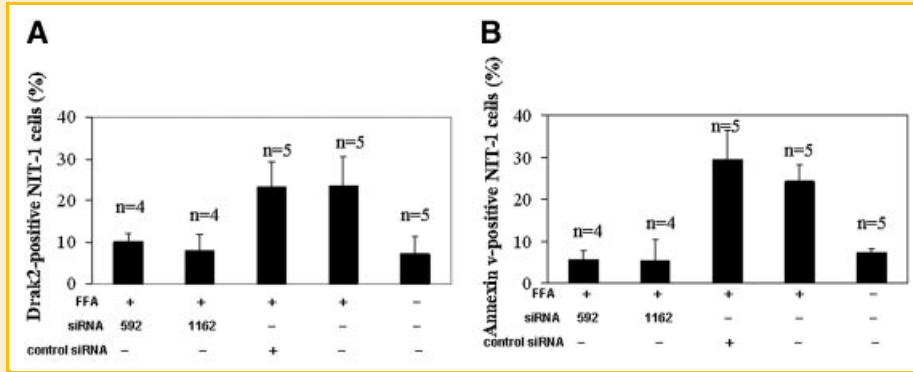 A
Drak2-positive NIT-1 cells (%)
40
30
20
10
0
n=4
n=4
n=5
n=5
n=5
FFA + + + + –
siRNA 592 1162 – – –
control siRNA – – + – –
B
Annexin v-positive NIT-1 cells (%)
40
30
20
10
0
n=4
n=4
n=5
n=5
n=5
FFA + + + + –
siRNA 592 1162 – – –
control siRNA – – + – –